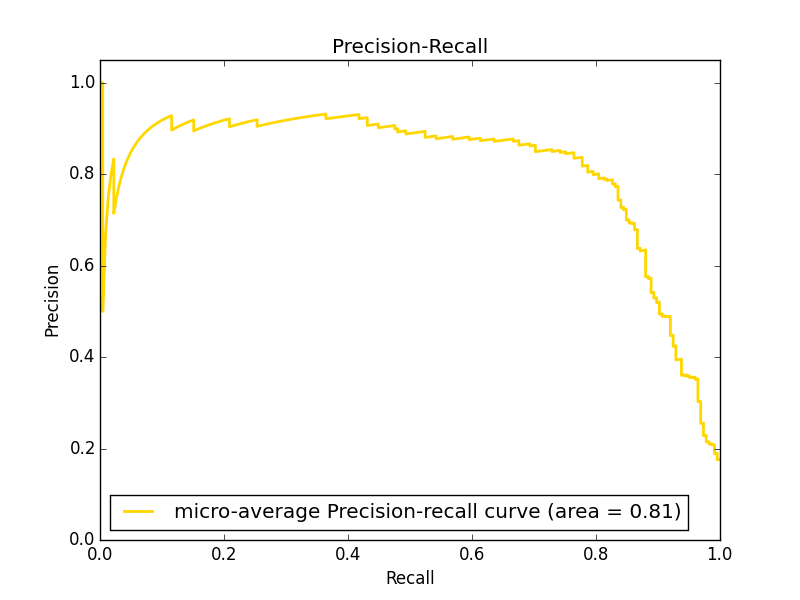 Precision-Recall
1.0
0.8
0.6
0.4
0.2
0.0
Precision
micro-average Precision-recall curve (area = 0.81)
0.0 0.2 0.4 0.6 0.8 1.0
Recall